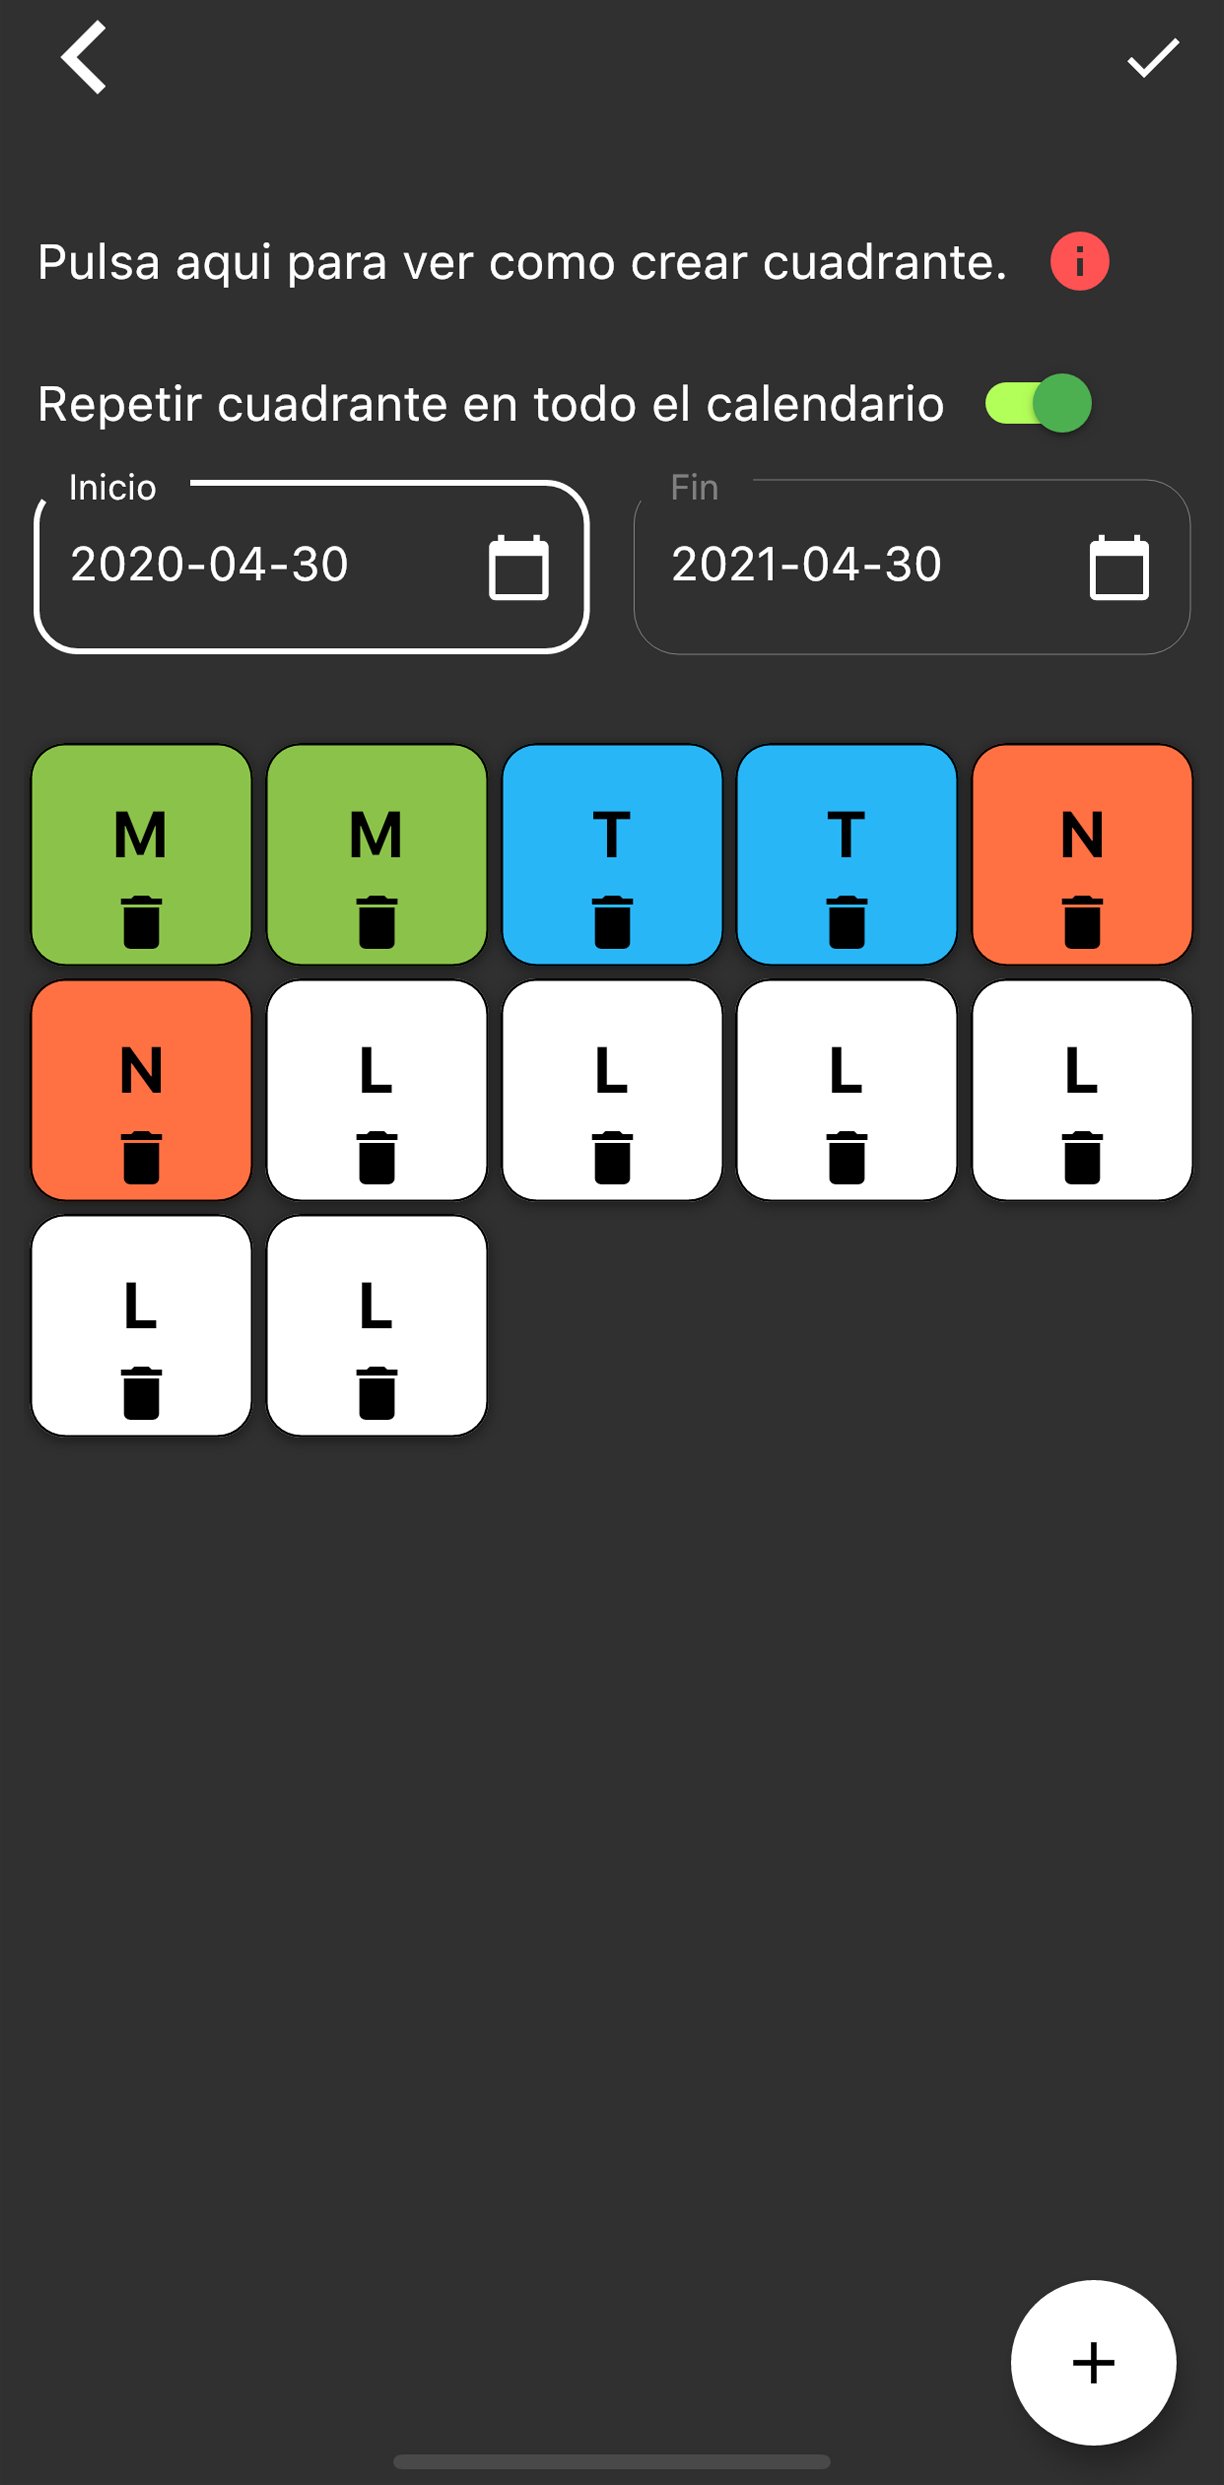 Pulsa aqui para ver como crear cuadrante.
Repetir cuadrante en todo el calendario
Inicio Fin
2020-04-30 2021-04-30
M M T T N
N L L L L
L L